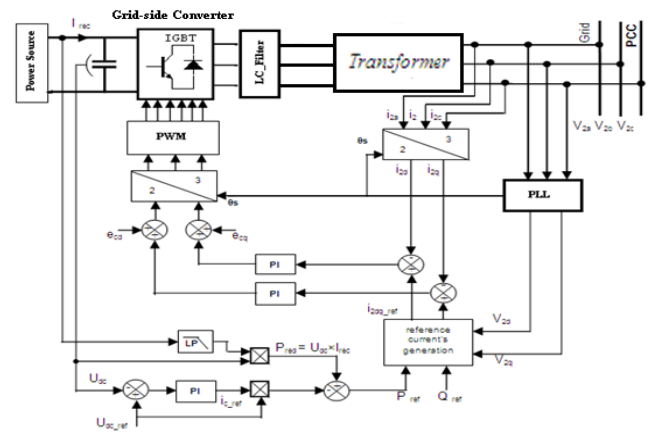 Grid-side Converter
Power Source
I rec
IGBT
LC_Filter
Transformer
Grid
PCC
V2a V2b V2c
PWM
i2a i2 i2c
θs
2 3
i2d i2q
PLL
2 3
θs
ecd
ecq
PI
PI
i2dq_ref
V2d
V2q
reference
current's
generation
LP
Prec = Udc×Irec
Udc
PI
ic_ref
P ref
Q ref
Udc_ref